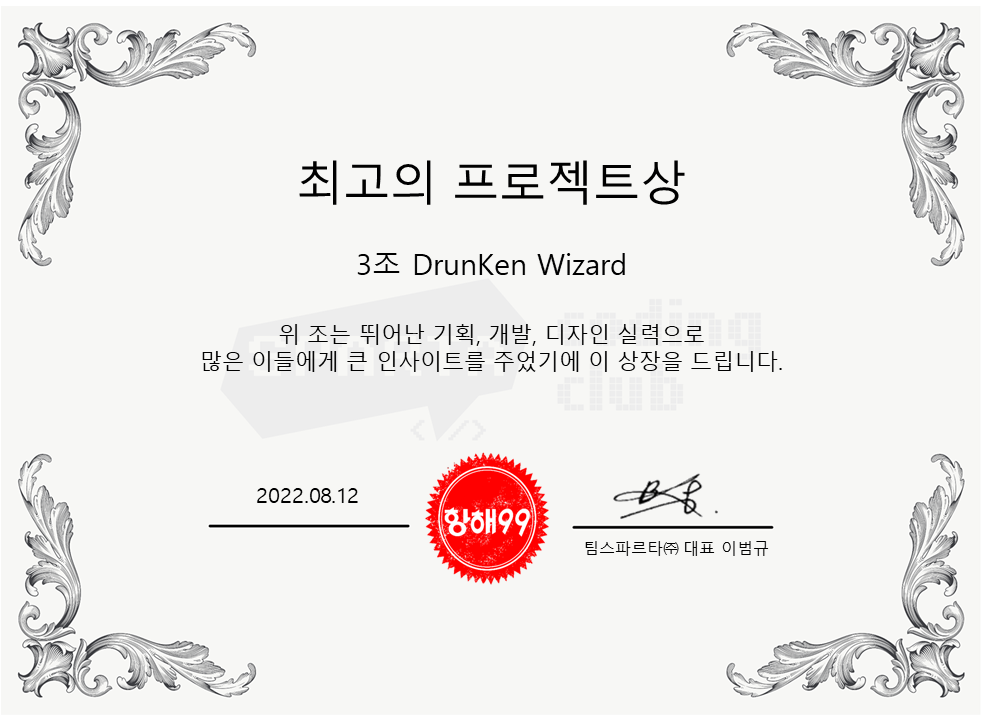 최고의 프로젝트상
3조 DrunKen Wizard
coding
club
위 조는 뛰어난 기획, 개발, 디자인 실력으로
많은 이들에게 큰 인사이트를 주었기에 이 상장을 드립니다.
</>
2022.08.12
항해99
팀스파르타㈜ 대표 이범규